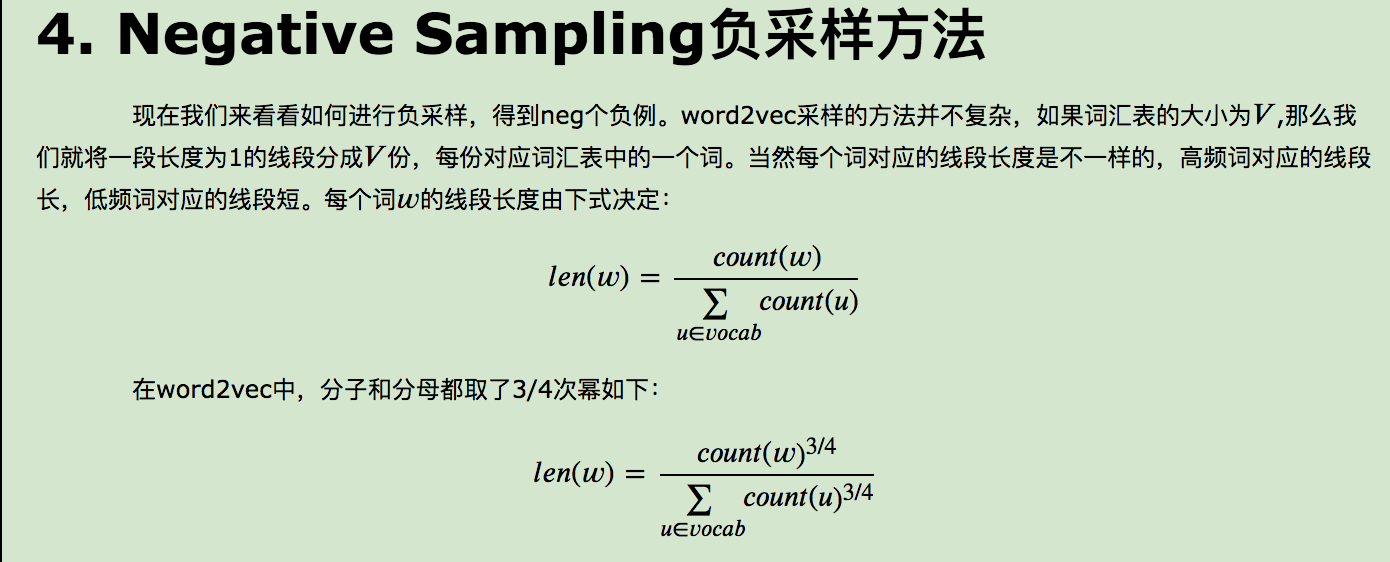 4. Negative Sampling负采样方法
现在我们来看看如何进行负采样，得到neg个负例。word2vec采样的方法并不复杂，如果词汇表的大小为V,那么我
们就将一段长度为1的线段分成V份，每份对应词汇表中的一个词。当然每个词对应的线段长度是不一样的，高频词对应的线段
长，低频词对应的线段短。每个词w的线段长度由下式决定：
count(w)
len(w) =
∑ count(u)
u∈vocab
在word2vec中，分子和分母都取了3/4次幂如下：
count(w)3/4
len(w) =
∑ count(u)3/4
u∈vocab